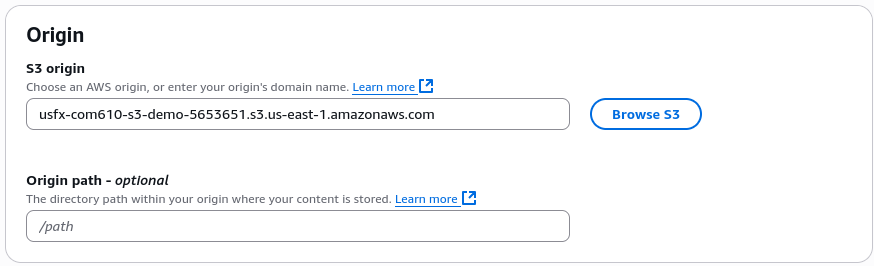 Origin
S3 origin
Choose an AWS origin, or enter your origin's domain name. Learn more
usfx-com610-s3-demo-5653651.s3.us-east-1.amazonaws.com
Browse S3
Origin path - optional
The directory path within your origin where your content is stored. Learn more
/path